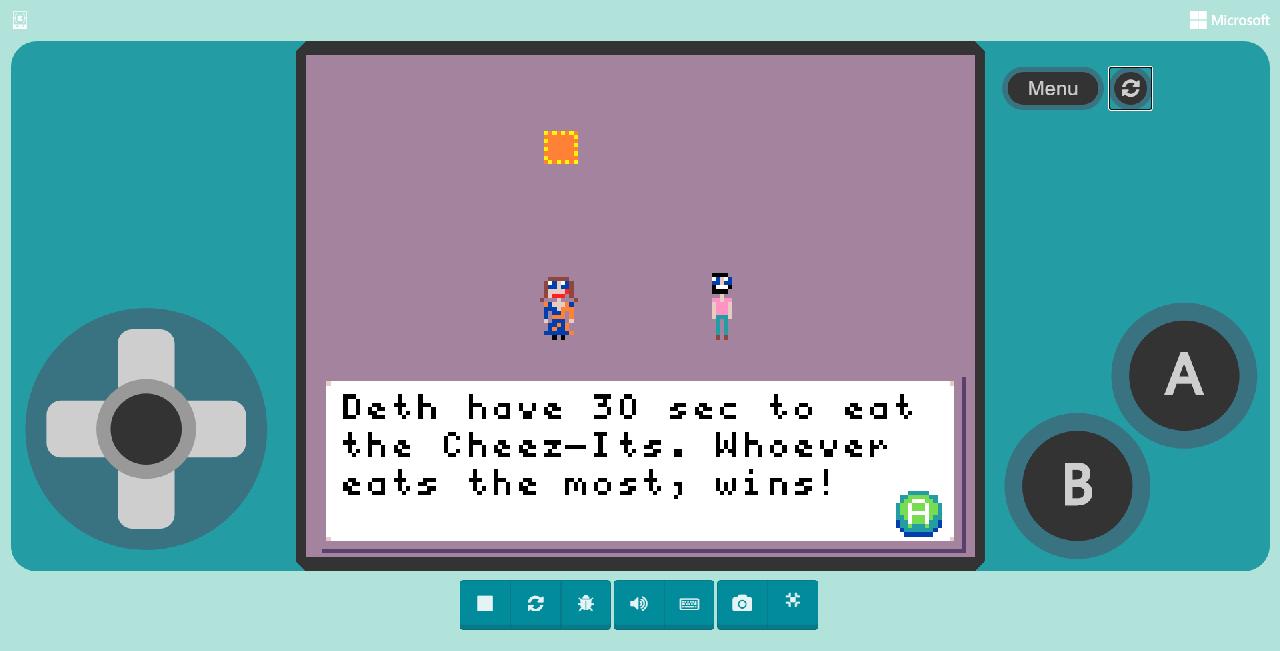 Microsoft
Menu
Deth have 30 sec to eat
the Cheez-Its. Whoever
eats the most, wins!
A
A
B